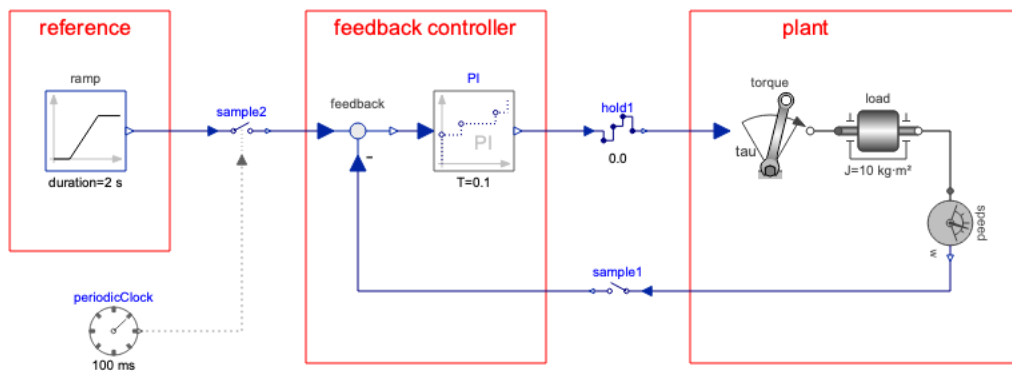 reference
feedback controller
plant
ramp
duration=2 s
sample2
feedback
-
PI
PI
T=0.1
hold1
0.0
torque
tau
load
J=10 kg·m²
speed
w
sample1
periodicClock
100 ms